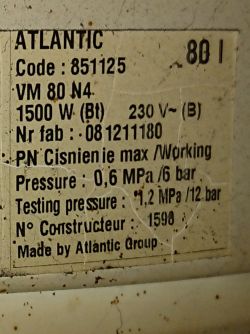 ATLANTIC 80 l
Code : 851125
VM 80 N4
1500 W (Bt) 230 V~ (B)
Nr fab : 081211180
PN Cisnienie max /Working
Pressure : 0,6 MPa /6 bar
Testing pressure : 1,2 MPa /12 bar
N° Constructeur : 1598
Made by Atlantic Group